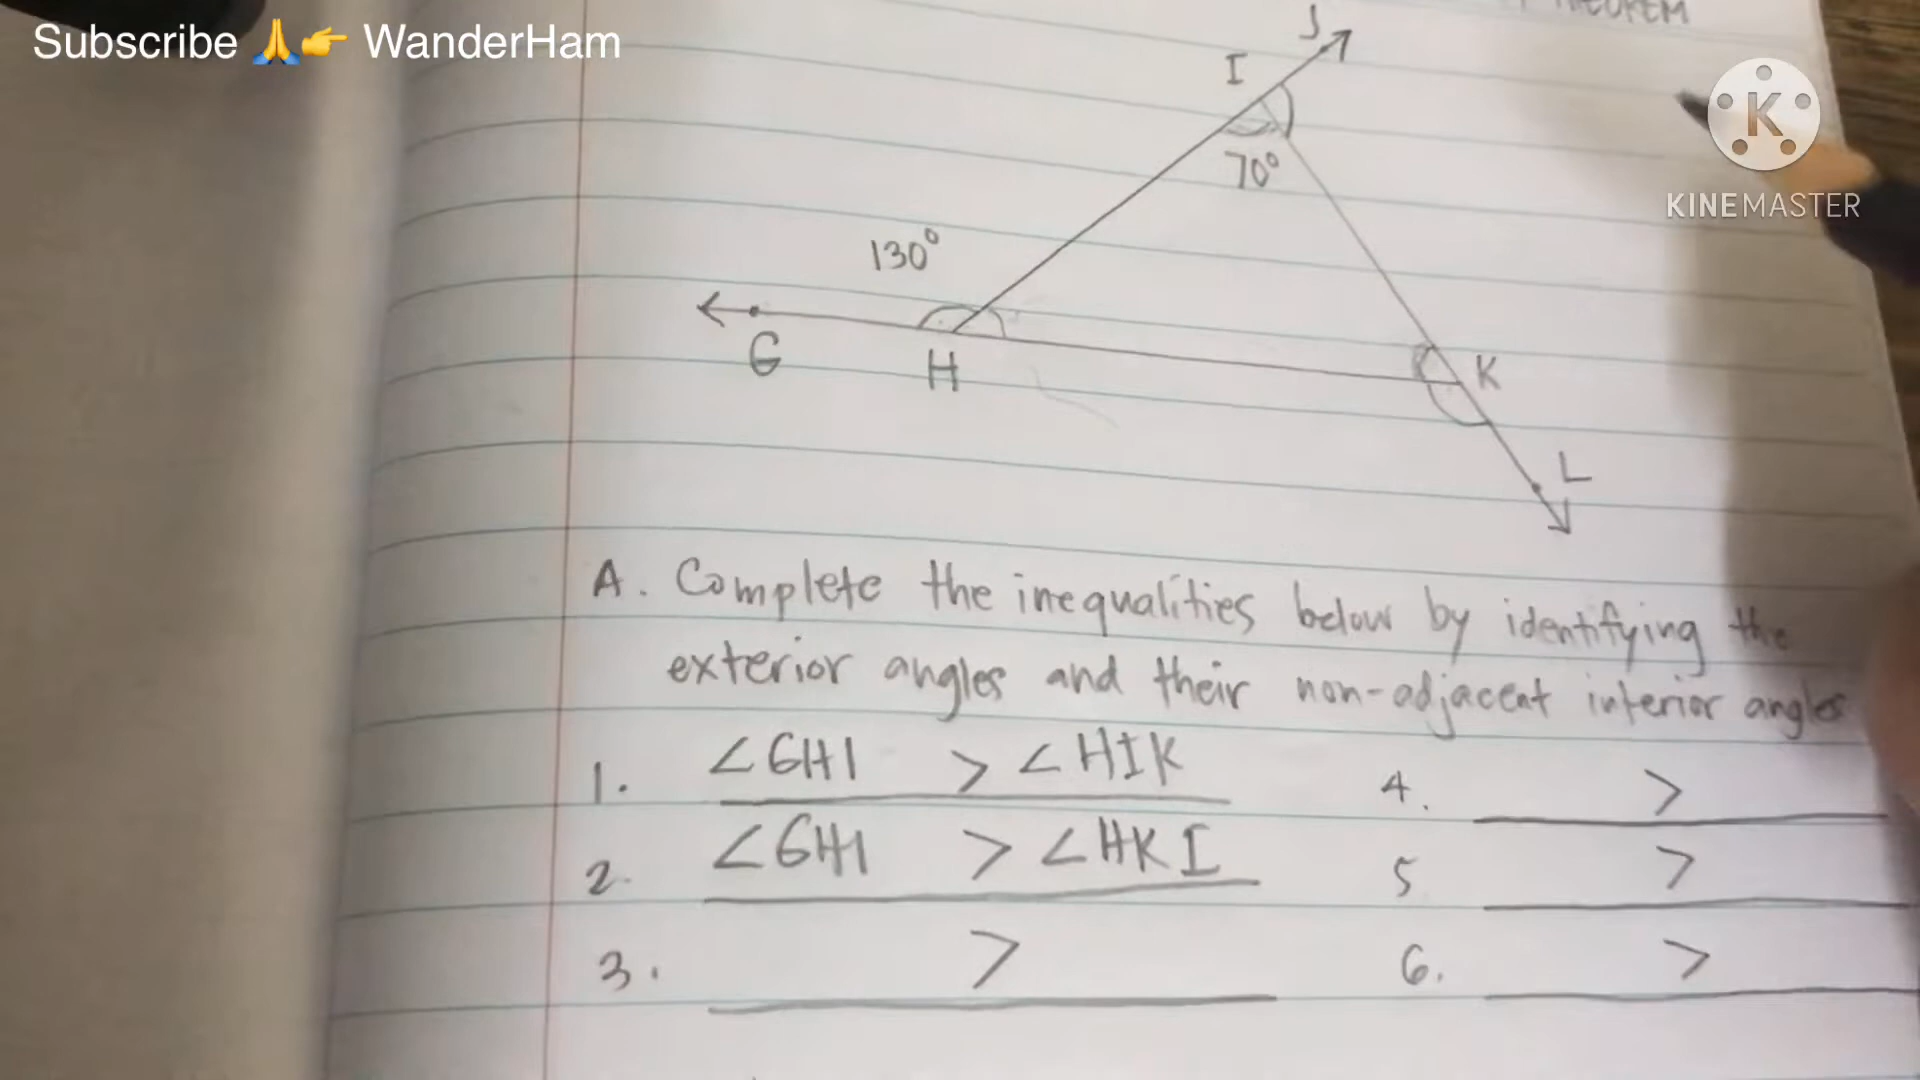 Subscribe 🙏👉 WanderHam
THEOREM
J
I
K
KINEMASTER
70°
130°
G
H
K
L
A. Complete the inequalities below by identifying the
exterior angles and their non-adjacent interior angles
1. ∠GHI > ∠HIK
4. >
2. ∠GHI > ∠HKI
5 >
3. >
6. >